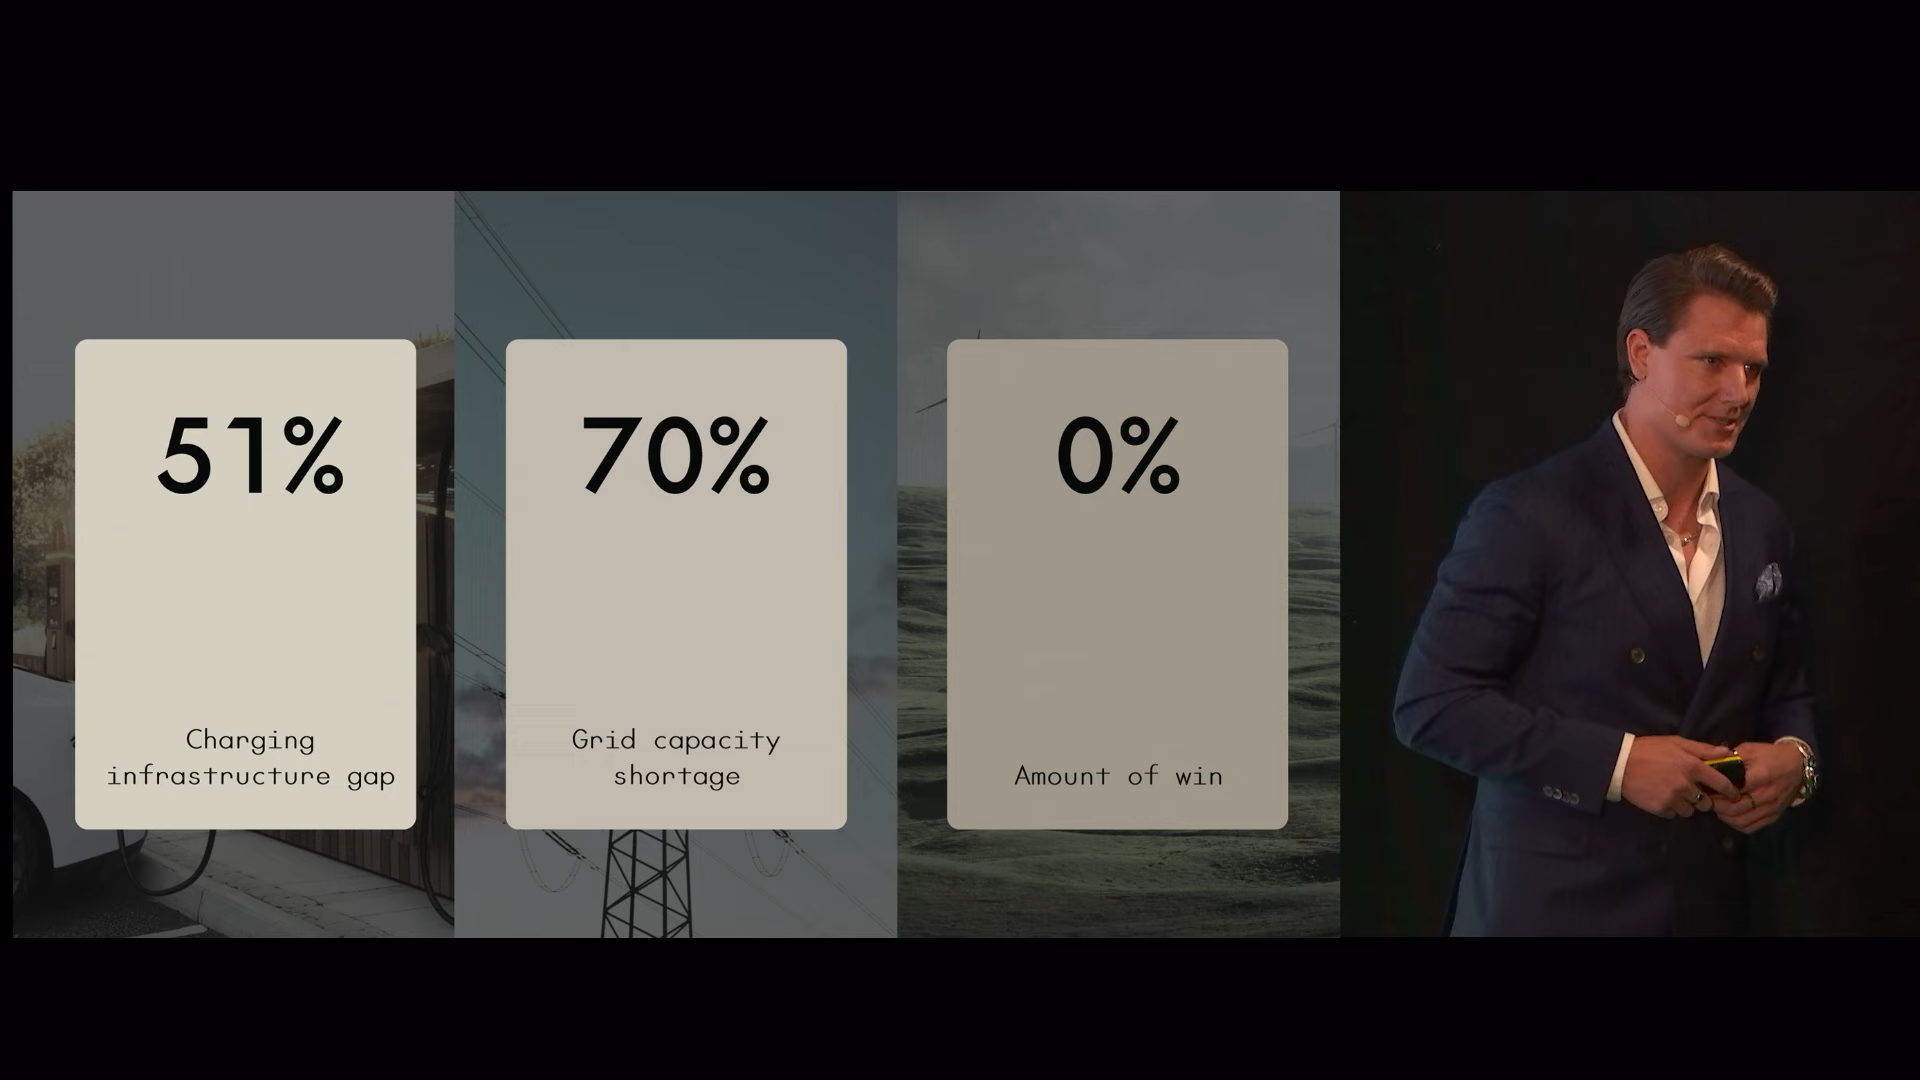 51%
Charging
infrastructure gap
70%
Grid capacity
shortage
0%
Amount of win